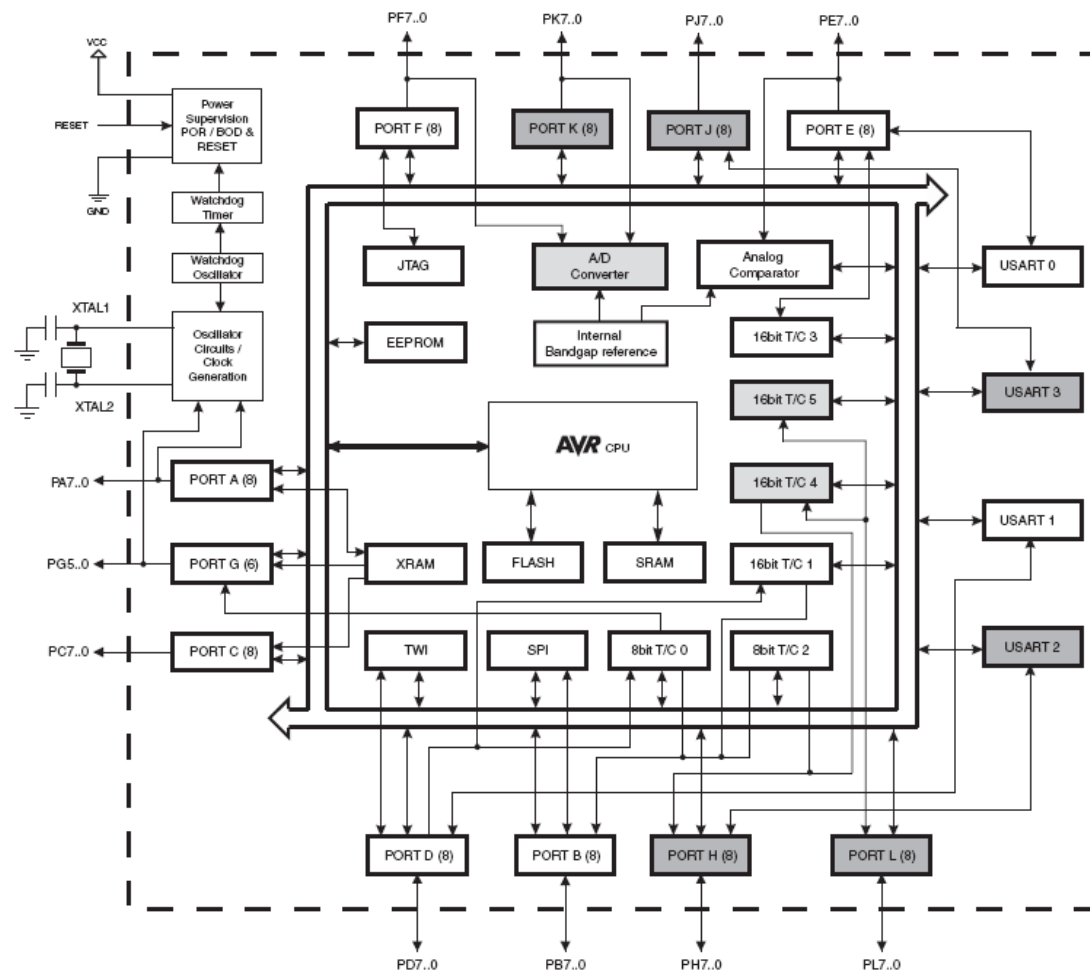 PF7..0
PK7..0
PJ7..0
PE7..0
VCC
RESET
GND
Power
Supervision
POR / BOD &
RESET
PORT F (8)
PORT K (8)
PORT J (8)
PORT E (8)
Watchdog
Timer
Watchdog
Oscillator
JTAG
A/D
Converter
Analog
Comparator
USART 0
XTAL1
XTAL2
Oscillator
Circuits /
Clock
Generation
EEPROM
Internal
Bandgap reference
16bit T/C 3
16bit T/C 5
USART 3
AVR CPU
16bit T/C 4
PA7..0
PORT A (8)
USART 1
PG5..0
PORT G (6)
XRAM
FLASH
SRAM
16bit T/C 1
PC7..0
PORT C (8)
TWI
SPI
8bit T/C 0
8bit T/C 2
USART 2
PORT D (8)
PORT B (8)
PORT H (8)
PORT L (8)
PD7..0
PB7..0
PH7..0
PL7..0